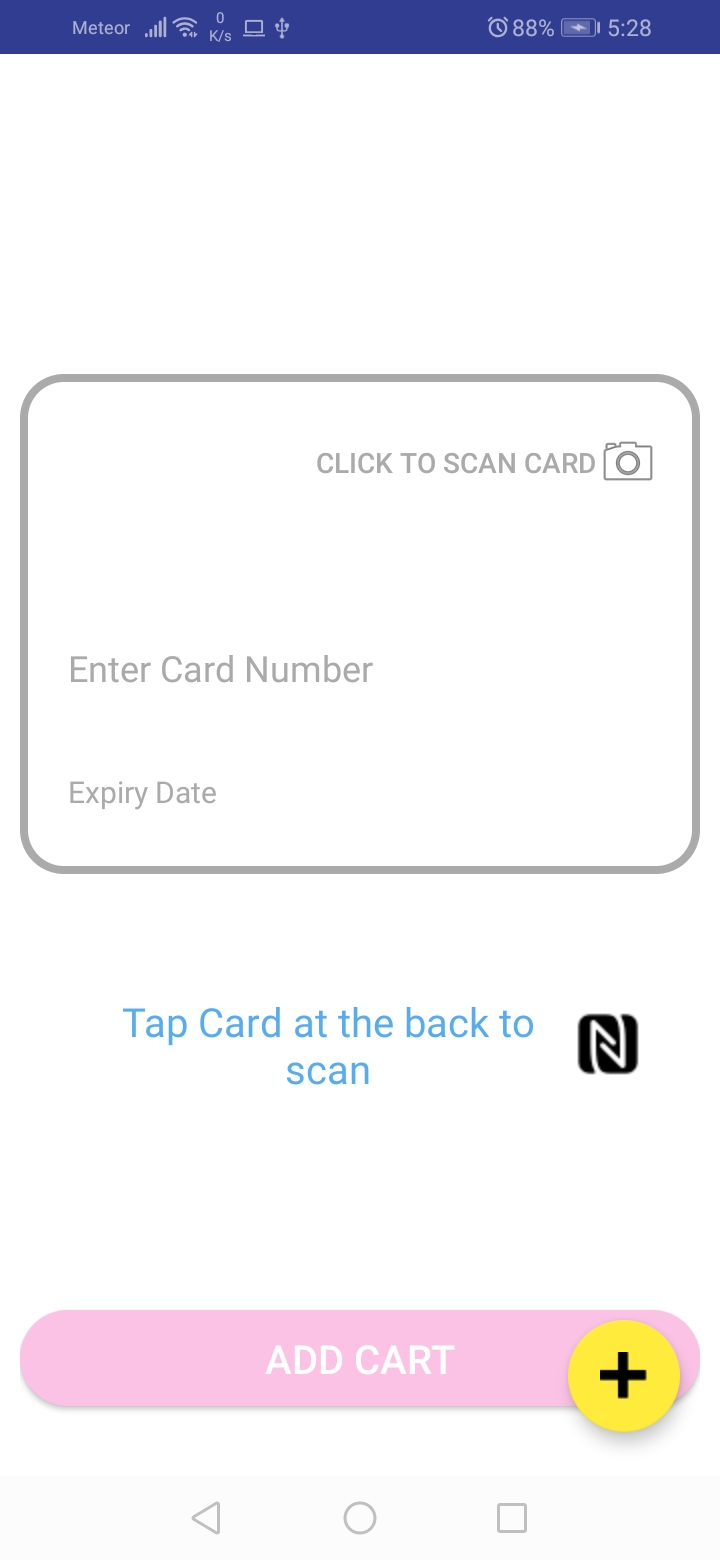 Meteor 0 K/s 88% 5:28
CLICK TO SCAN CARD
Enter Card Number
Expiry Date
Tap Card at the back to
scan
ADD CART